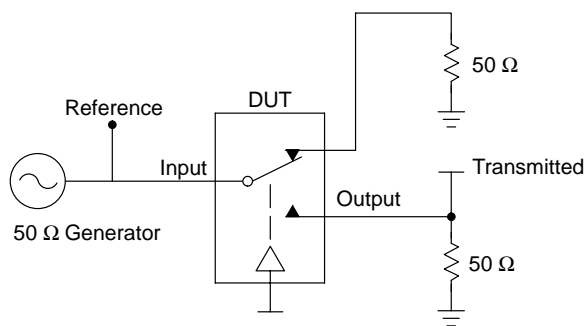 50 Ω
Reference
DUT
Input
Transmitted
Output
50 Ω Generator
50 Ω